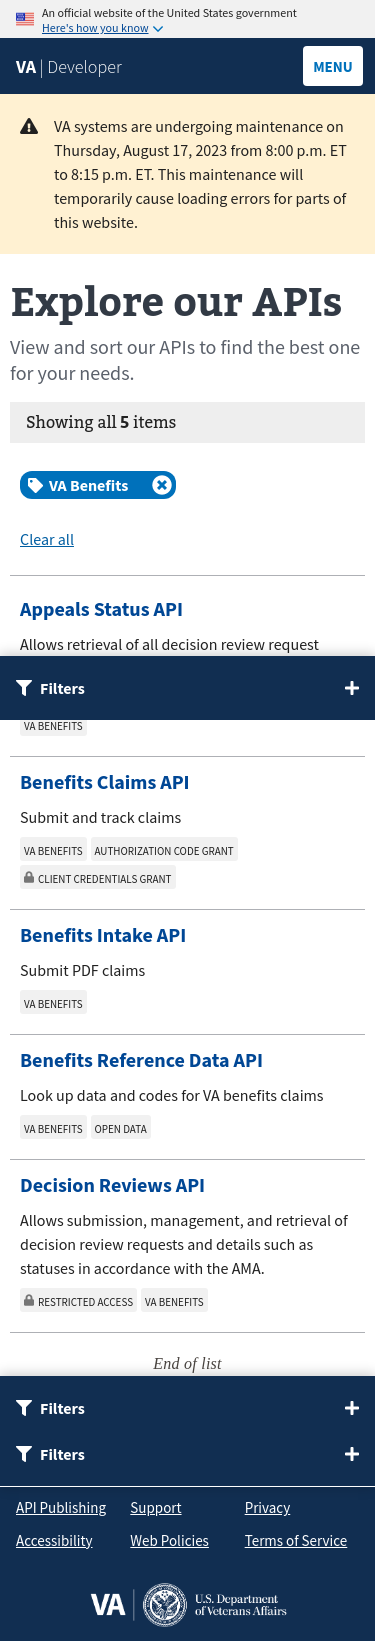 An official website of the United States government
Here's how you know
VA | Developer
MENU
VA systems are undergoing maintenance on
Thursday, August 17, 2023 from 8:00 p.m. ET
to 8:15 p.m. ET. This maintenance will
temporarily cause loading errors for parts of
this website.
Explore our APIs
View and sort our APIs to find the best one
for your needs.
Showing all 5 items
VA Benefits
Clear all
Appeals Status API
Allows retrieval of all decision review request
Filters
VA BENEFITS
Benefits Claims API
Submit and track claims
VA BENEFITS AUTHORIZATION CODE GRANT
CLIENT CREDENTIALS GRANT
Benefits Intake API
Submit PDF claims
VA BENEFITS
Benefits Reference Data API
Look up data and codes for VA benefits claims
VA BENEFITS OPEN DATA
Decision Reviews API
Allows submission, management, and retrieval of
decision review requests and details such as
statuses in accordance with the AMA.
RESTRICTED ACCESS VA BENEFITS
End of list
Filters
Filters
API Publishing Support Privacy
Accessibility Web Policies Terms of Service
VA | U.S. Department
of Veterans Affairs